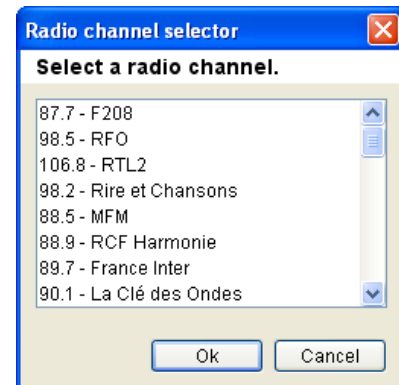 Radio channel selector
Select a radio channel.
87.7 - F208
98.5 - RFO
106.8 - RTL2
98.2 - Rire et Chansons
88.5 - MFM
88.9 - RCF Harmonie
89.7 - France Inter
90.1 - La Clé des Ondes
Ok
Cancel